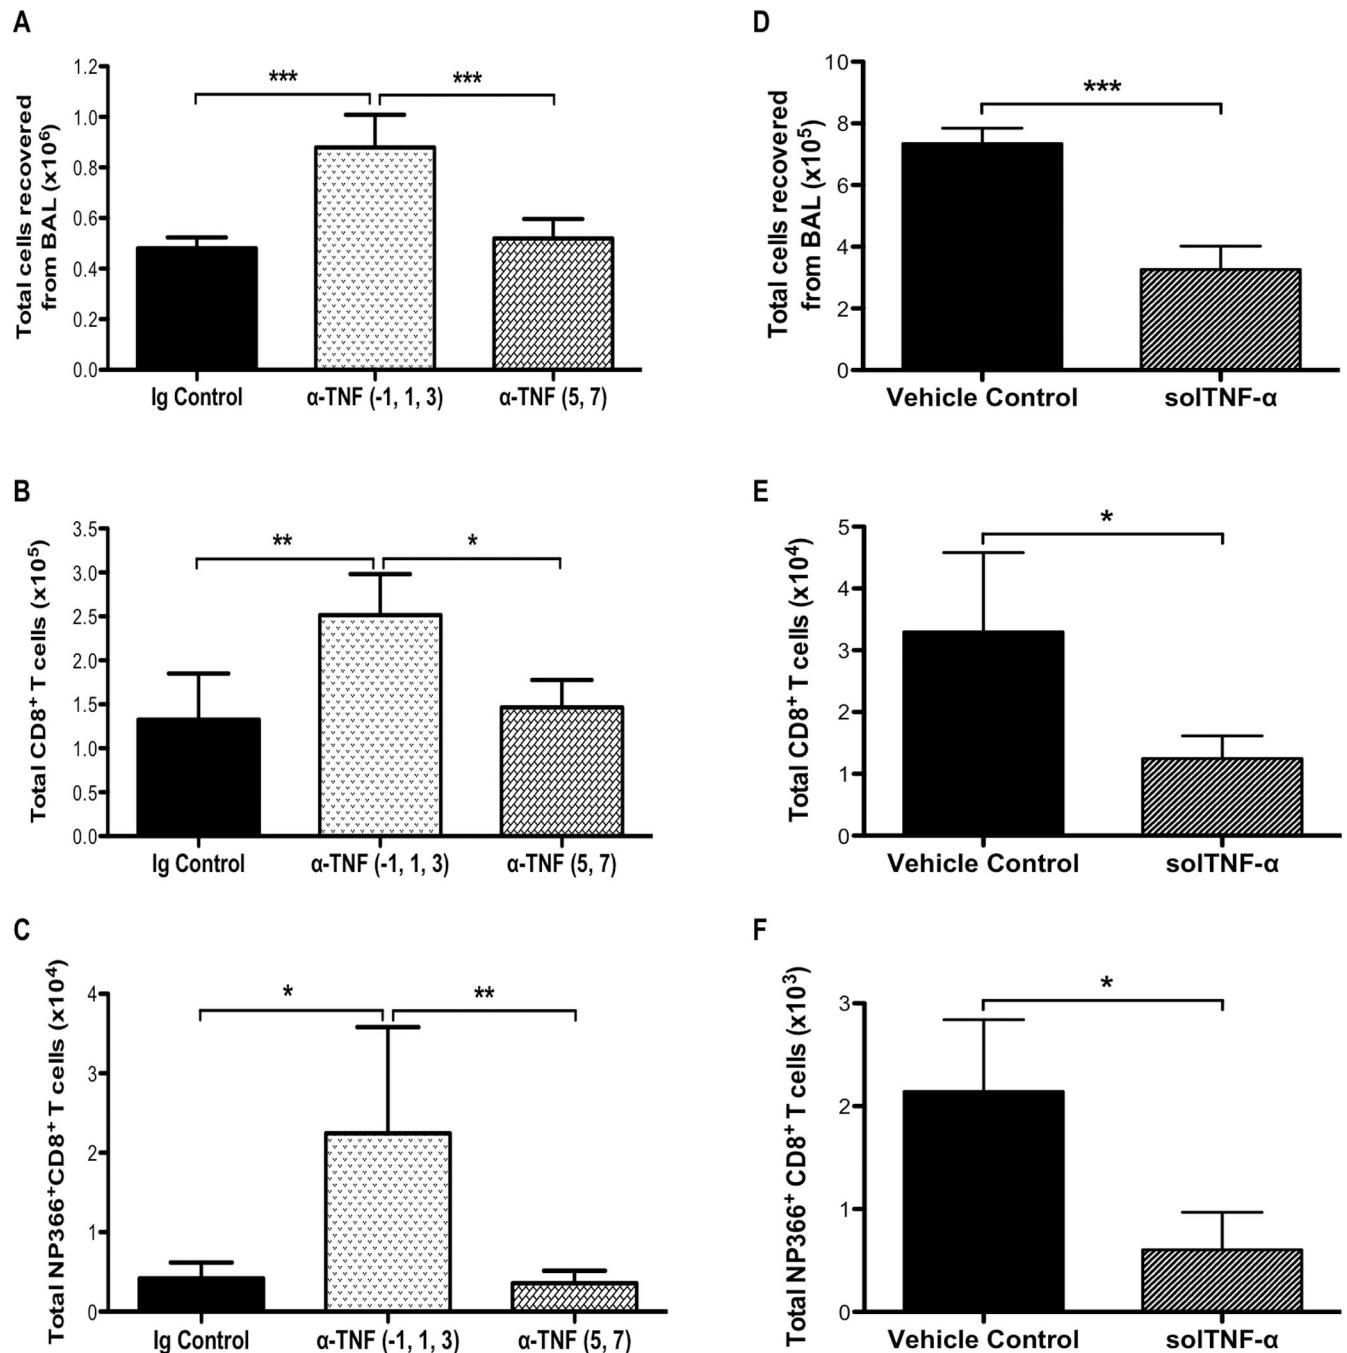 A
Total cells recovered
from BAL (x10⁶)
1.2
1.0
0.8
0.6
0.4
0.2
0.0
***
***
Ig Control
α-TNF (-1, 1, 3)
α-TNF (5, 7)
D
Total cells recovered
from BAL (x10⁵)
10
8
6
4
2
0
***
Vehicle Control
solTNF-α
B
Total CD8⁺ T cells (x10⁵)
3.5
3.0
2.5
2.0
1.5
1.0
0.5
0.0
**
*
Ig Control
α-TNF (-1, 1, 3)
α-TNF (5, 7)
E
Total CD8⁺ T cells (x10⁴)
5
4
3
2
1
0
*
Vehicle Control
solTNF-α
C
Total NP366⁺CD8⁺ T cells (x10⁴)
4
3
2
1
0
*
**
Ig Control
α-TNF (-1, 1, 3)
α-TNF (5, 7)
F
Total NP366⁺ CD8⁺ T cells (x10³)
3
2
1
0
*
Vehicle Control
solTNF-α